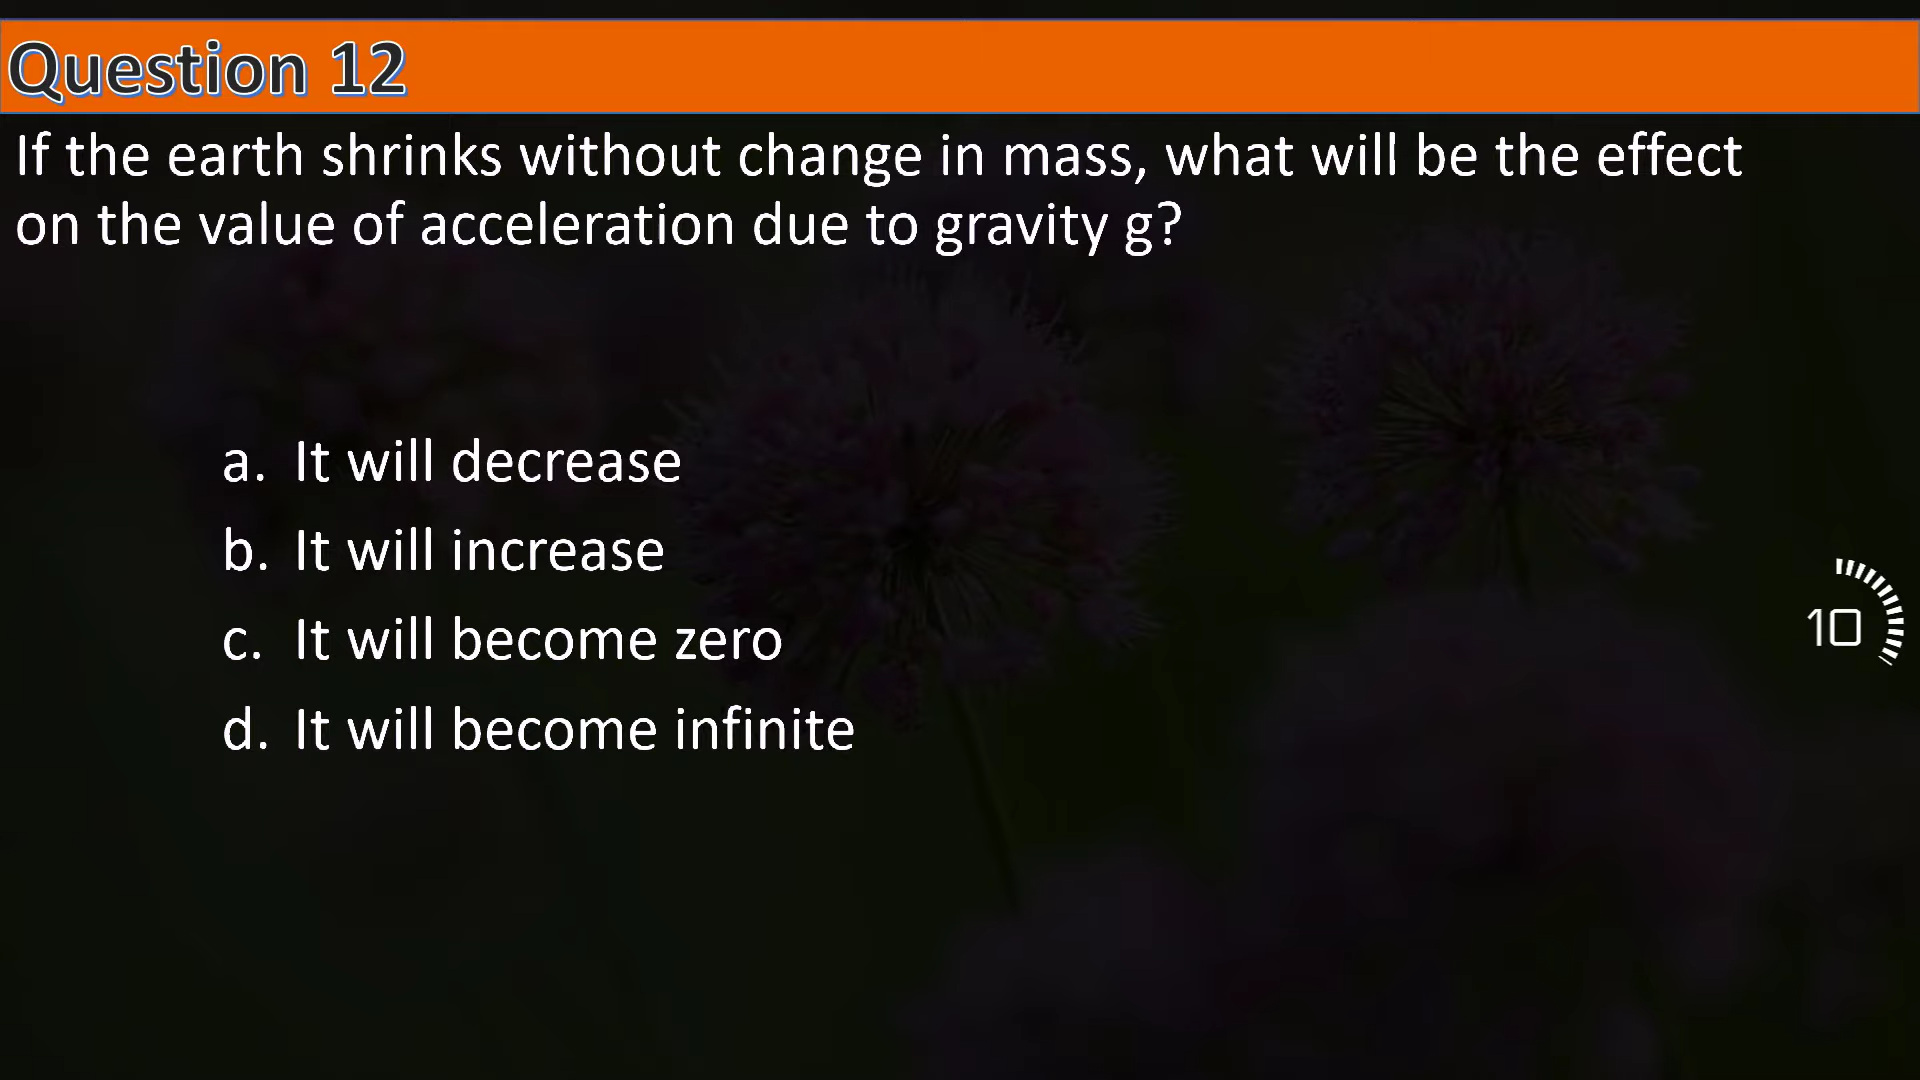 Question 12
If the earth shrinks without change in mass, what will be the effect
on the value of acceleration due to gravity g?
a. It will decrease
b. It will increase
c. It will become zero
d. It will become infinite
10